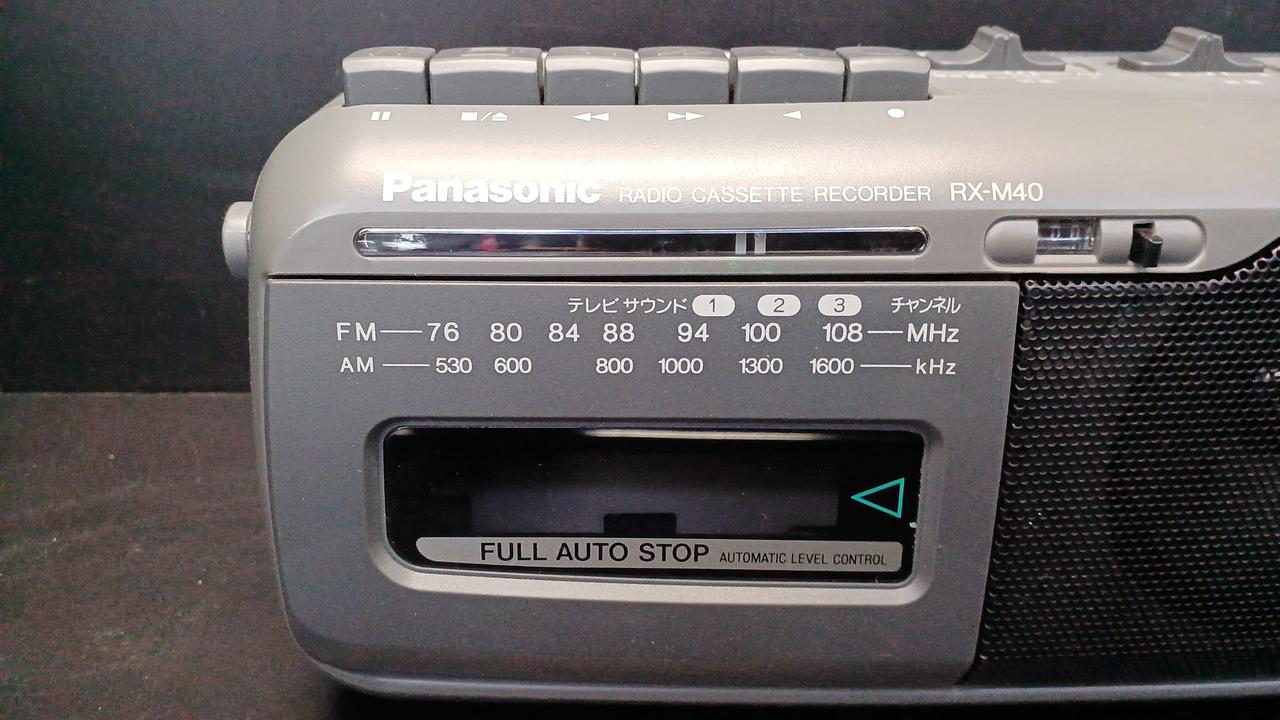 Panasonic RADIO CASSETTE RECORDER RX-M40
テレビ サウンド 1 2 3 チャンネル
FM 76 80 84 88 94 100 108 MHz
AM 530 600 800 1000 1300 1600 kHz
FULL AUTO STOP AUTOMATIC LEVEL CONTROL